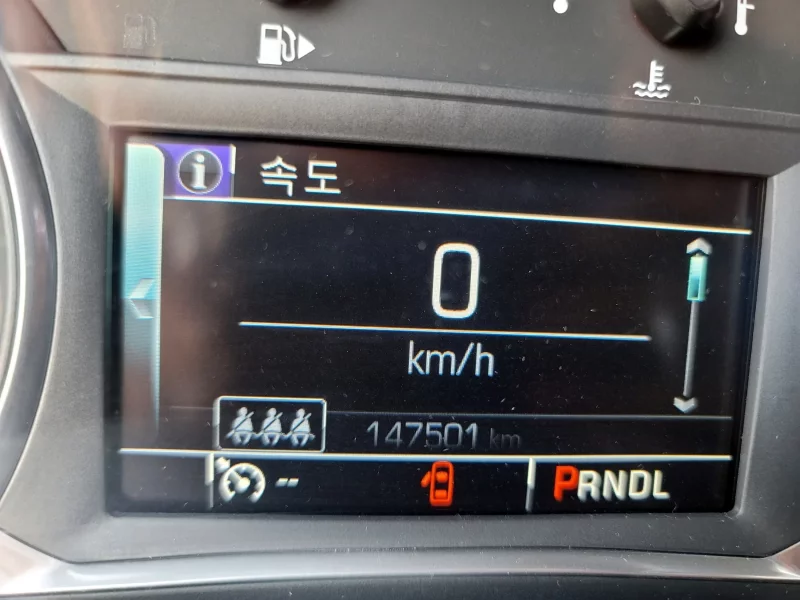 i 속도
0
km/h
147501 km
-- PRNDL